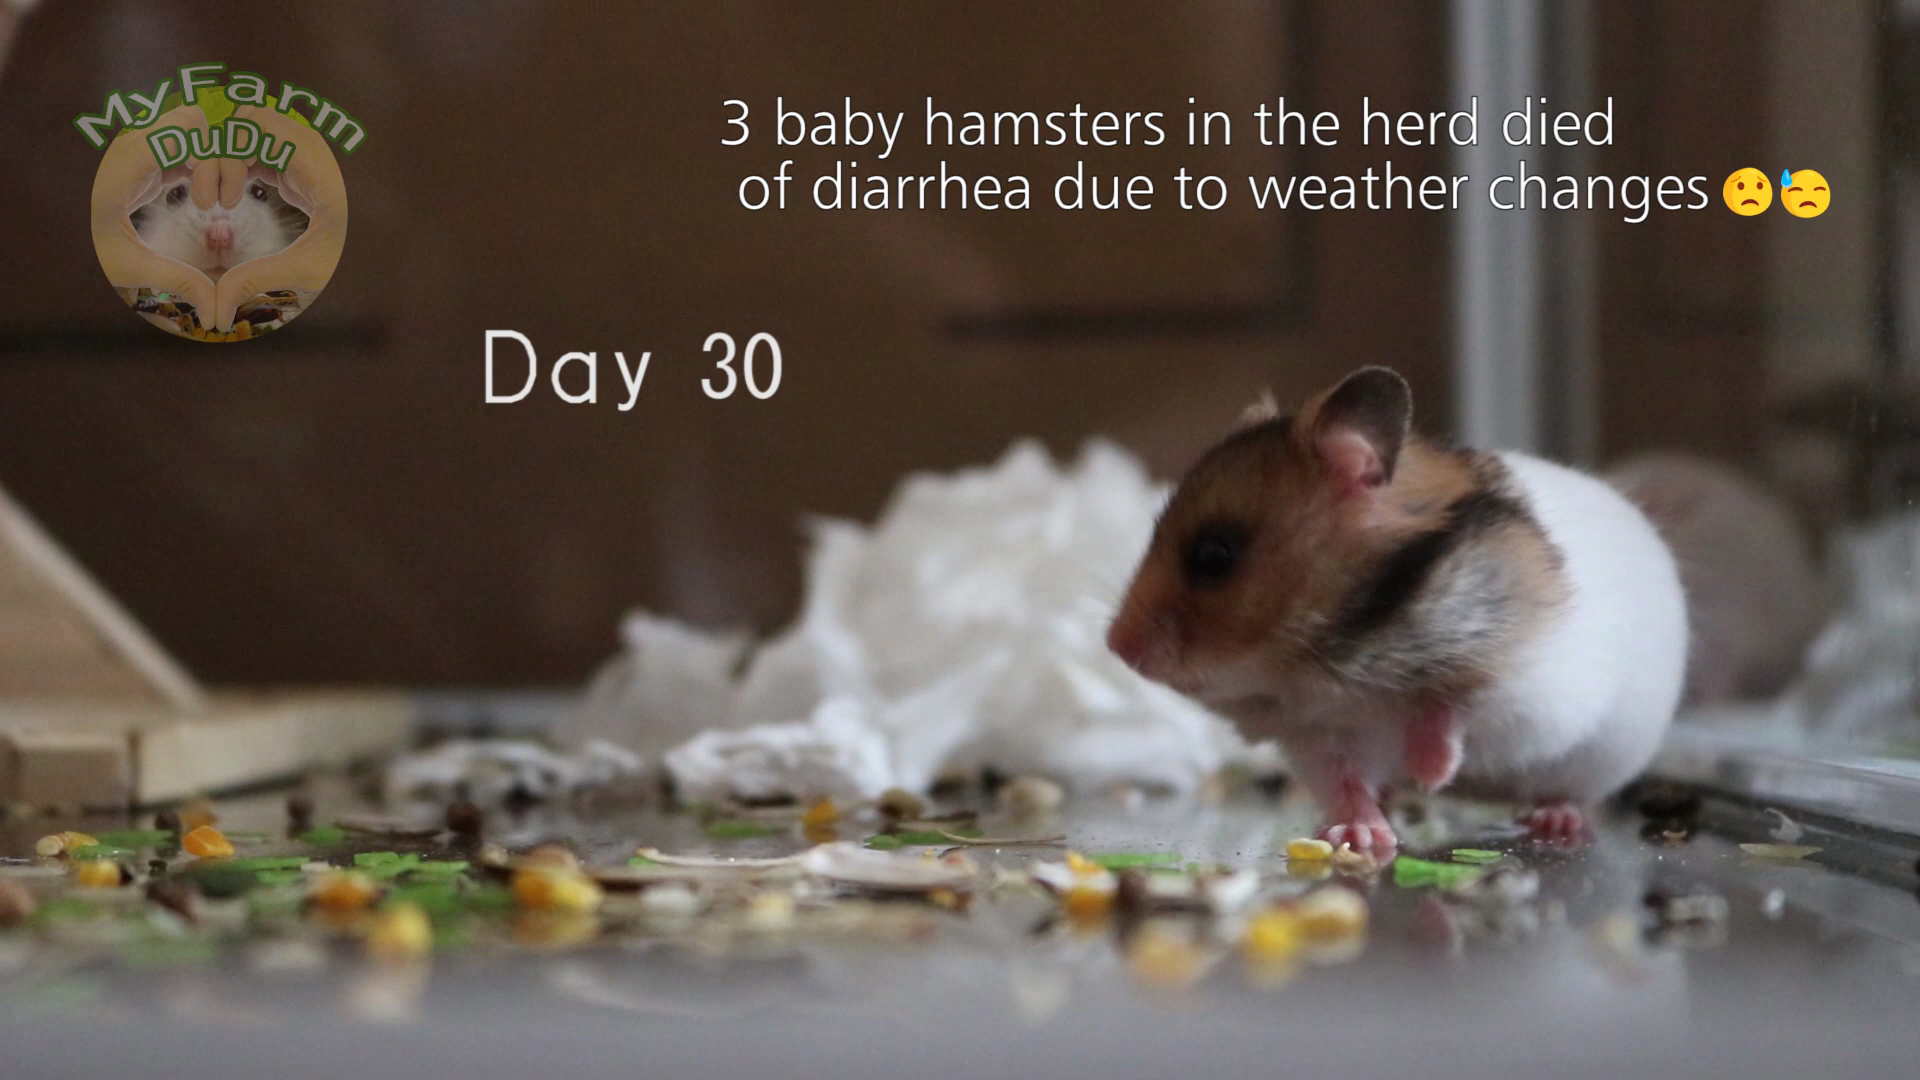 MyFarm
DuDu
3 baby hamsters in the herd died
of diarrhea due to weather changes😟😓
Day 30